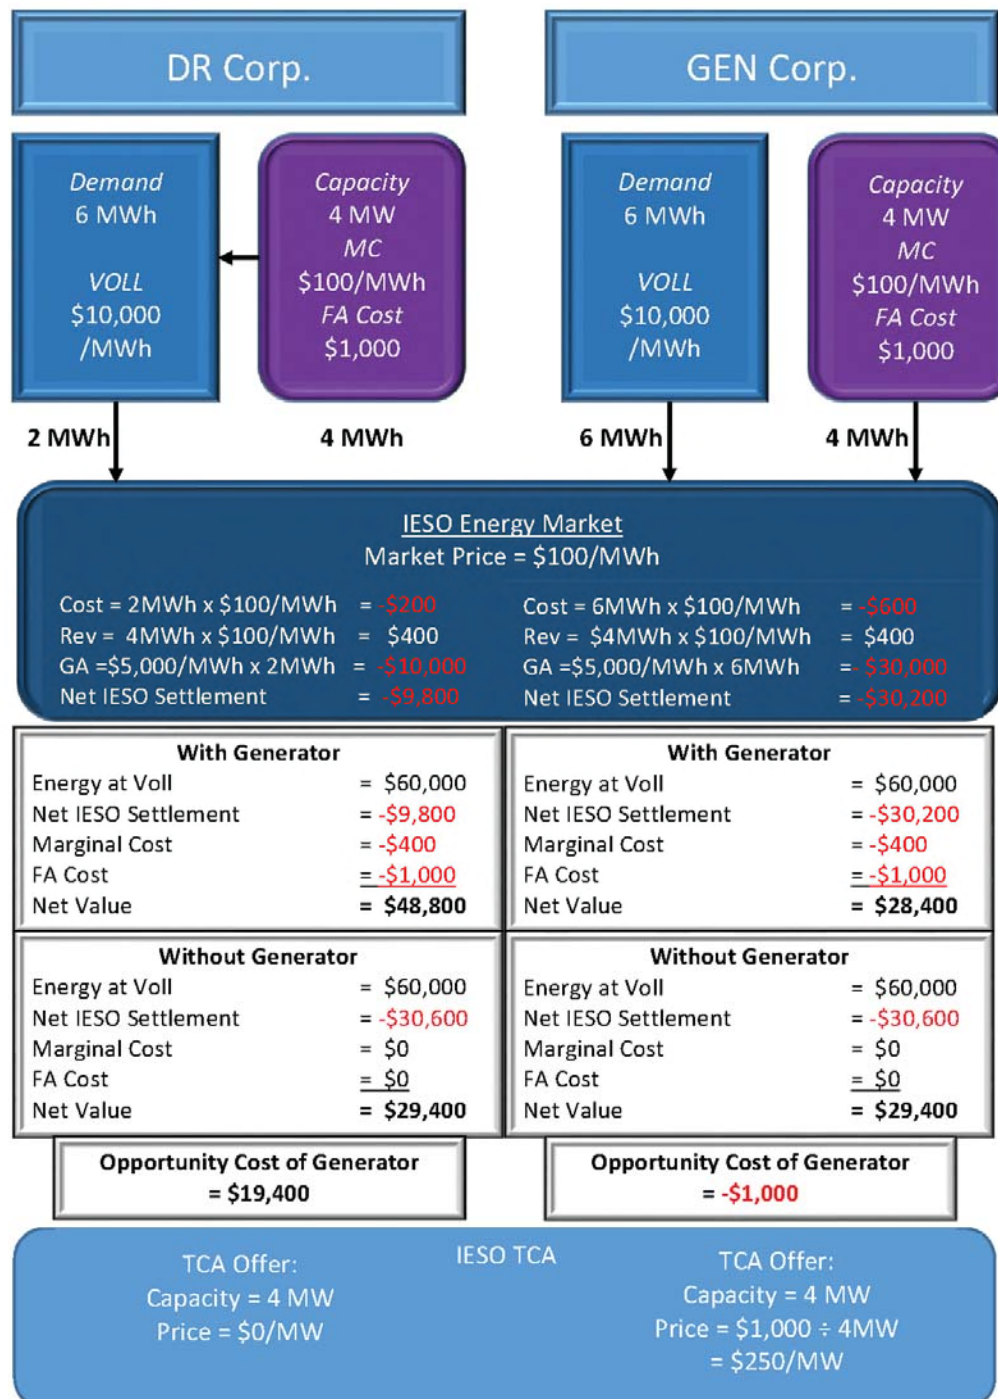 DR Corp.
GEN Corp.
Demand
6 MWh
VOLL
$10,000
/MWh
Capacity
4 MW
MC
$100/MWh
FA Cost
$1,000
Demand
6 MWh
VOLL
$10,000
/MWh
Capacity
4 MW
MC
$100/MWh
FA Cost
$1,000
2 MWh
4 MWh
6 MWh
4 MWh
IESO Energy Market
Market Price = $100/MWh
Cost = 2MWh x $100/MWh = -$200
Rev = 4MWh x $100/MWh = $400
GA =$5,000/MWh x 2MWh = -$10,000
Net IESO Settlement = -$9,800
Cost = 6MWh x $100/MWh = -$600
Rev = $4MWh x $100/MWh = $400
GA =$5,000/MWh x 6MWh =- $30,000
Net IESO Settlement = -$30,200
With Generator
Energy at Voll = $60,000
Net IESO Settlement = -$9,800
Marginal Cost = -$400
FA Cost = -$1,000
Net Value = $48,800
With Generator
Energy at Voll = $60,000
Net IESO Settlement = -$30,200
Marginal Cost = -$400
FA Cost = -$1,000
Net Value = $28,400
Without Generator
Energy at Voll = $60,000
Net IESO Settlement = -$30,600
Marginal Cost = $0
FA Cost = $0
Net Value = $29,400
Without Generator
Energy at Voll = $60,000
Net IESO Settlement = -$30,600
Marginal Cost = $0
FA Cost = $0
Net Value = $29,400
Opportunity Cost of Generator
= $19,400
Opportunity Cost of Generator
= -$1,000
IESO TCA
TCA Offer:
Capacity = 4 MW
Price = $0/MW
TCA Offer:
Capacity = 4 MW
Price = $1,000 ÷ 4MW
= $250/MW